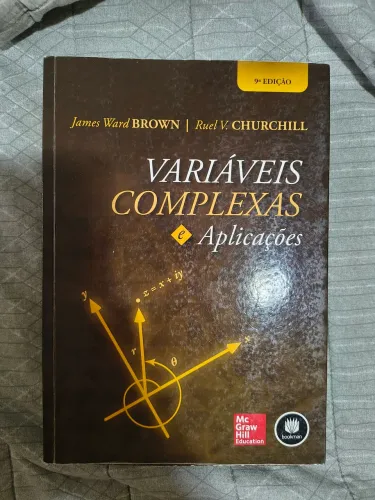 9ª EDIÇÃO
James Ward BROWN | Ruel V. CHURCHILL
VARIÁVEIS
COMPLEXAS
e Aplicações
y
z = x + iy
x
r
θ
Mc
Graw
Hill
Education
bookman